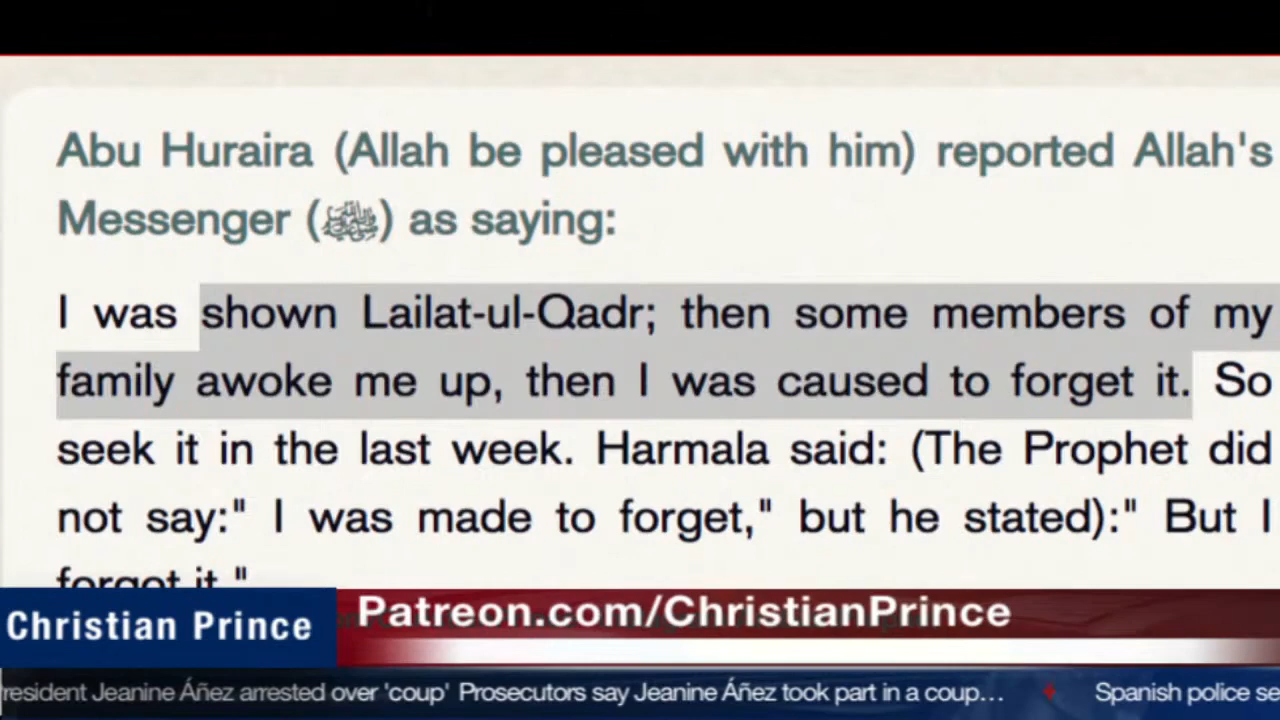 Abu Huraira (Allah be pleased with him) reported Allah's
Messenger (ﷺ) as saying:
I was shown Lailat-ul-Qadr; then some members of my
family awoke me up, then I was caused to forget it. So
seek it in the last week. Harmala said: (The Prophet did
not say:" I was made to forget," but he stated):" But I
forgot it."
Christian Prince
Patreon.com/ChristianPrince
resident Jeanine Áñez arrested over 'coup' Prosecutors say Jeanine Áñez took part in a coup… Spanish police se